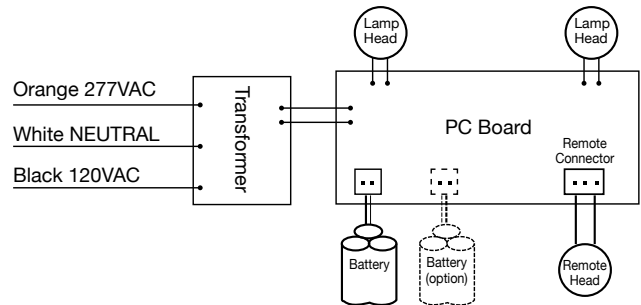 Lamp
Head
Lamp
Head
Orange 277VAC
White NEUTRAL
Black 120VAC
Transformer
PC Board
Remote
Connector
Battery
Battery
(option)
Remote
Head